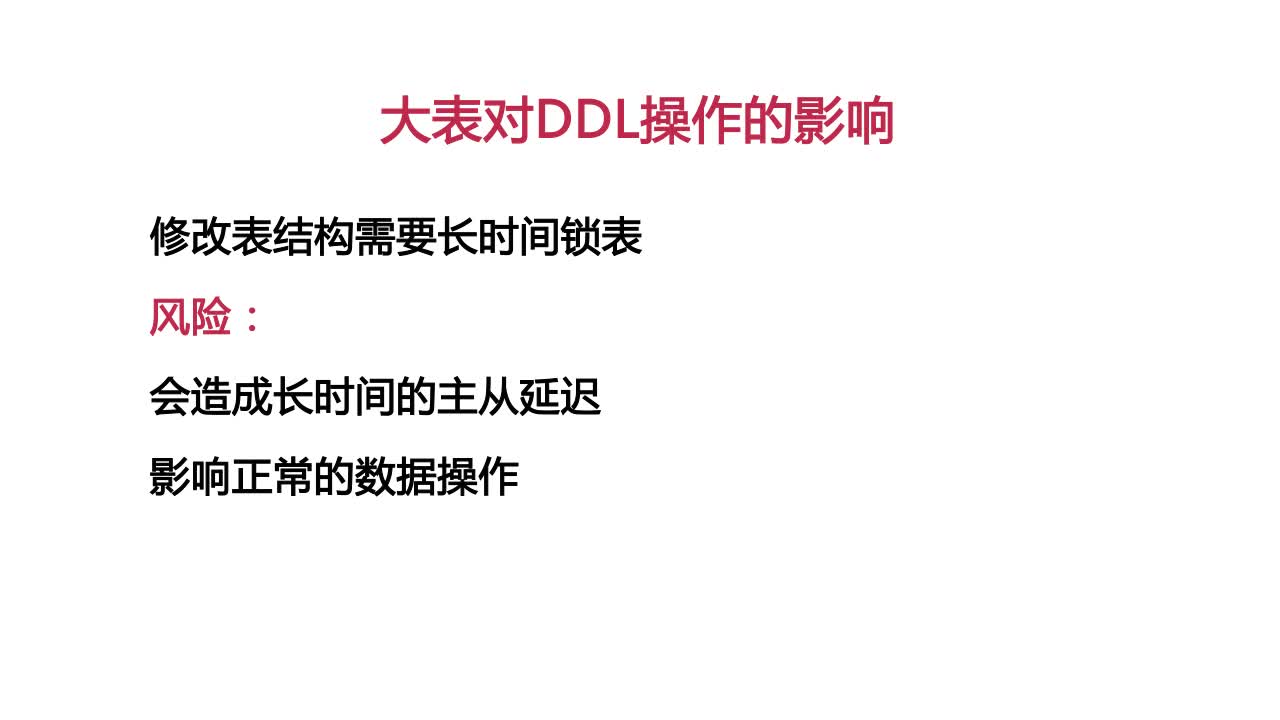 大表对DDL操作的影响
修改表结构需要长时间锁表
风险：
会造成长时间的主从延迟
影响正常的数据操作